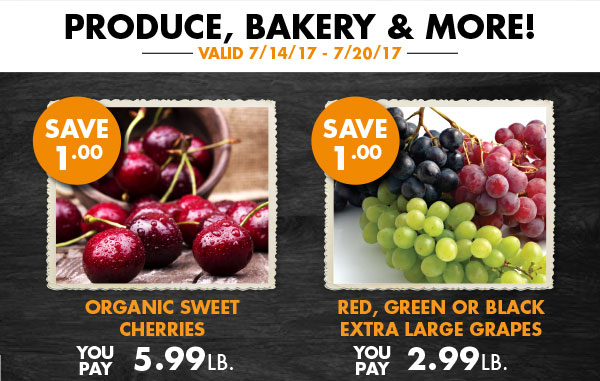 PRODUCE, BAKERY & MORE!
VALID 7/14/17 - 7/20/17
SAVE
1.00
ORGANIC SWEET
CHERRIES
YOU
PAY 5.99LB.
SAVE
1.00
RED, GREEN OR BLACK
EXTRA LARGE GRAPES
YOU
PAY 2.99LB.